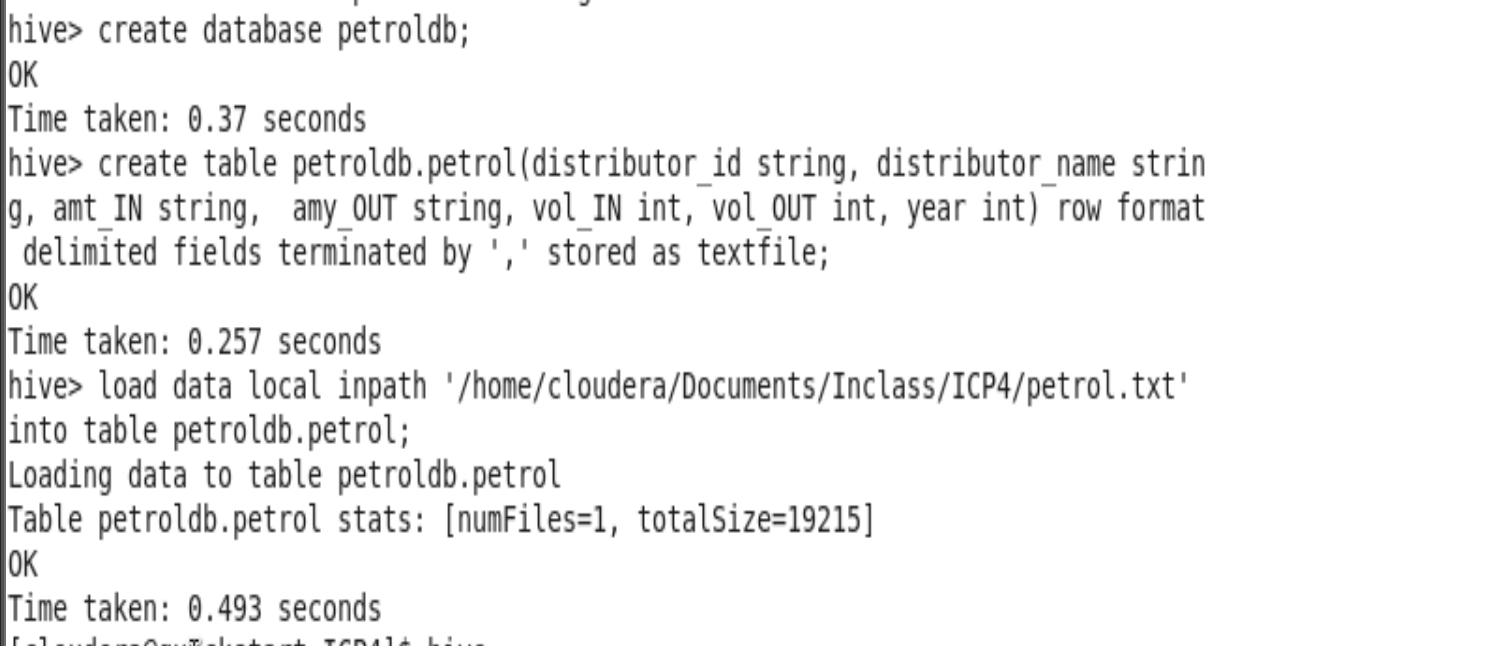 hive> create database petroldb;
OK
Time taken: 0.37 seconds
hive> create table petroldb.petrol(distributor_id string, distributor_name strin
g, amt_IN string,  amy_OUT string, vol_IN int, vol_OUT int, year int) row format
 delimited fields terminated by ',' stored as textfile;
OK
Time taken: 0.257 seconds
hive> load data local inpath '/home/cloudera/Documents/Inclass/ICP4/petrol.txt'
into table petroldb.petrol;
Loading data to table petroldb.petrol
Table petroldb.petrol stats: [numFiles=1, totalSize=19215]
OK
Time taken: 0.493 seconds